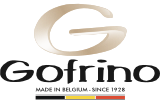 G
Gofrino
MADE IN BELGIUM - SINCE 1928